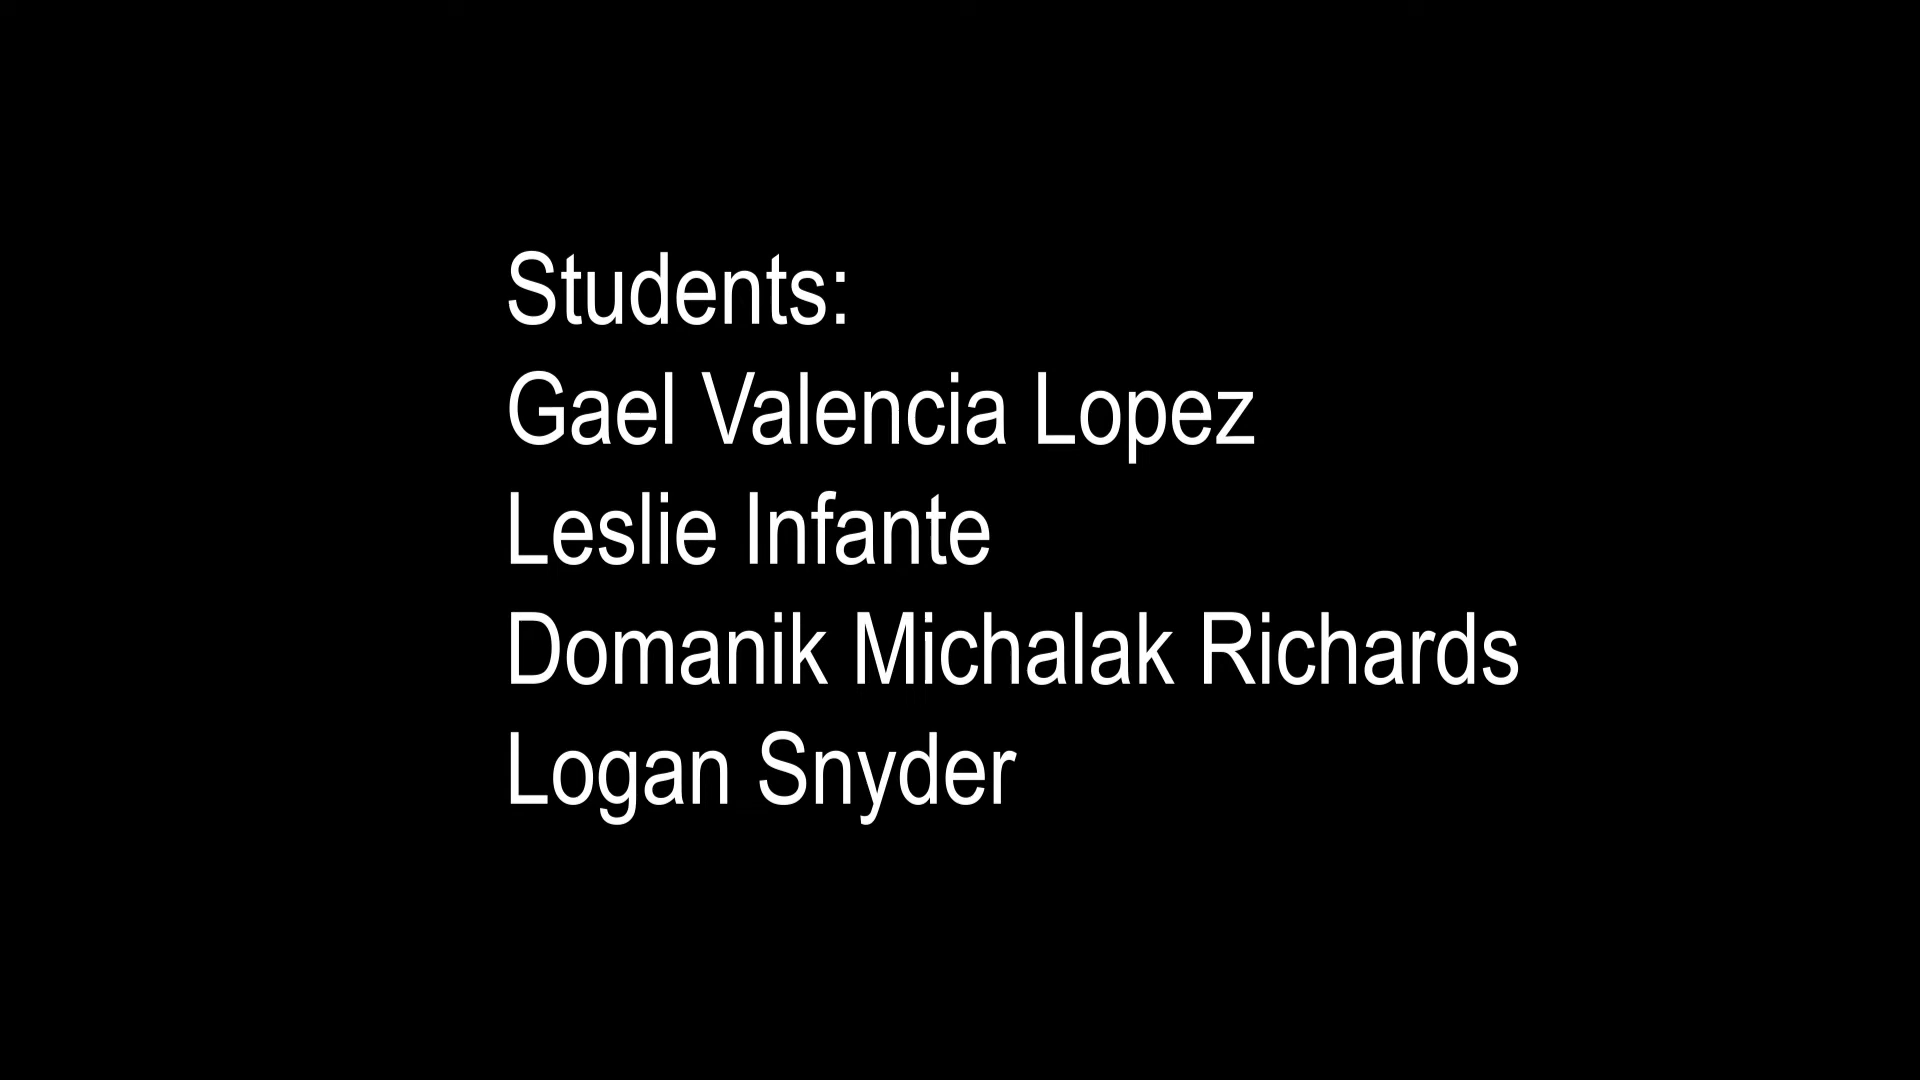 Students:
Gael Valencia Lopez
Leslie Infante
Domanik Michalak Richards
Logan Snyder